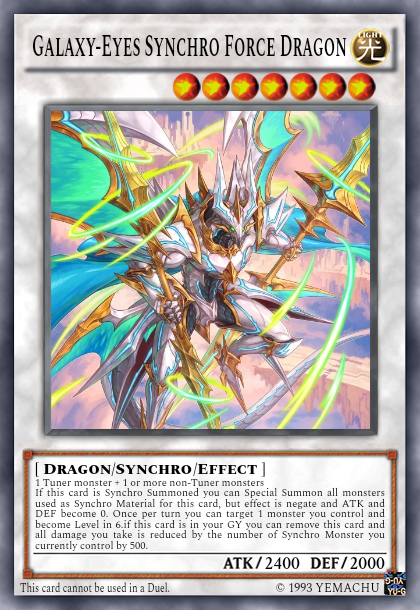 GALAXY-EYES SYNCHRO FORCE DRAGON
LIGHT
光
[ DRAGON/SYNCHRO/EFFECT ]
1 Tuner monster + 1 or more non-Tuner monsters
If this card is Synchro Summoned you can Special Summon all monsters
used as Synchro Material for this card, but effect is negate and ATK and
DEF become 0. Once per turn you can target 1 monster you control and
become Level in 6.if this card is in your GY you can remove this card and
all damage you take is reduced by the number of Synchro Monster you
currently control by 500.
ATK/2400 DEF/2000
This card cannot be used in a Duel.
© 1993 YEMACHU